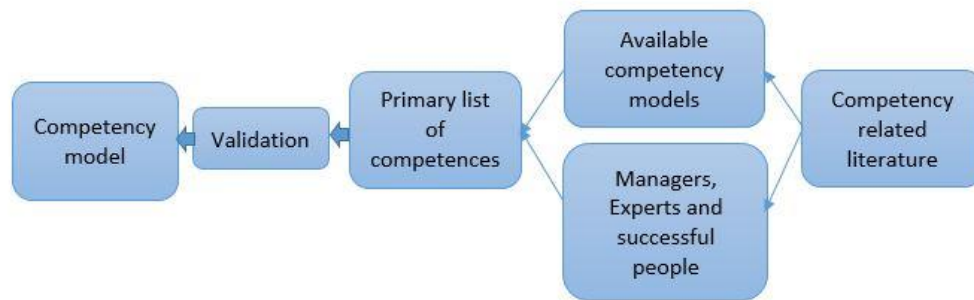 Competency
model
Validation
Primary list
of
competences
Available
competency
models
Managers,
Experts and
successful
people
Competency
related
literature